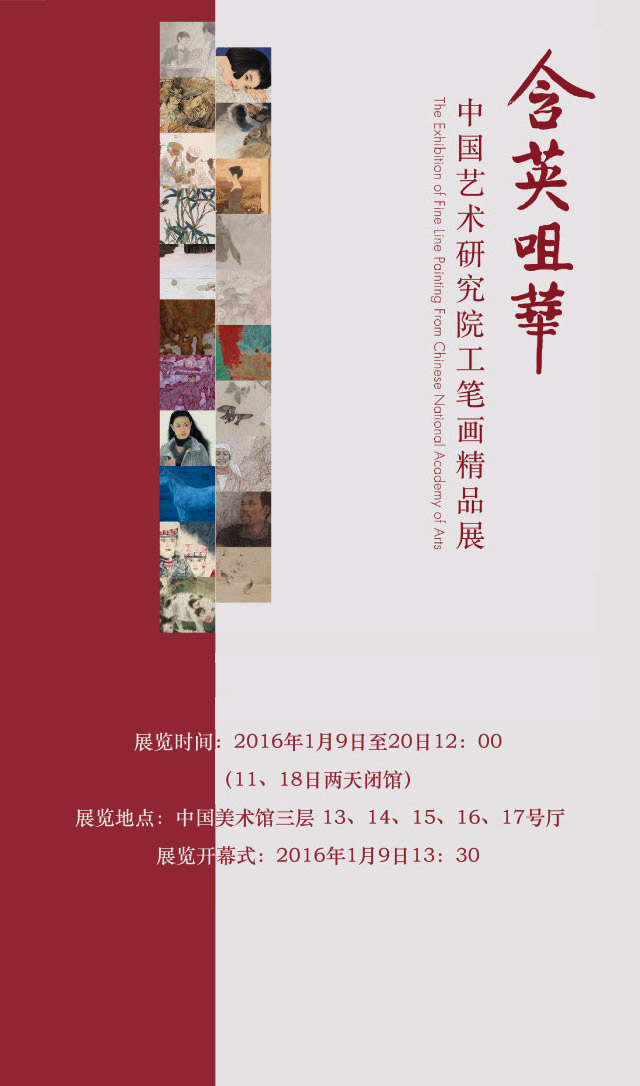 含英咀華
中国艺术研究院工笔画精品展
The Exhibition of Fine Line Painting From Chinese National Academy of Arts
展览时间：2016年1月9日至20日12：00
（11、18日两天闭馆）
展览地点：中国美术馆三层 13、14、15、16、17号厅
展览开幕式：2016年1月9日13：30